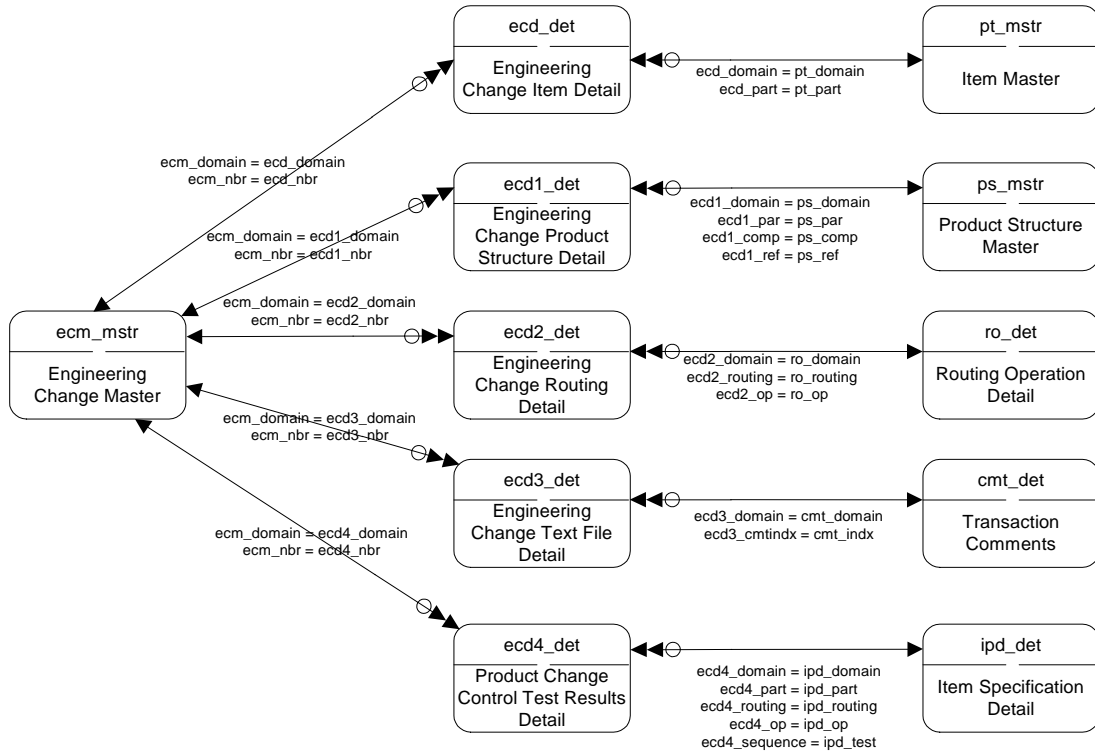 ecd_det
Engineering
Change Item Detail
ecd_domain = pt_domain
ecd_part = pt_part
pt_mstr
Item Master
ecm_domain = ecd_domain
ecm_nbr = ecd_nbr
ecd1_det
Engineering
Change Product
Structure Detail
ecd1_domain = ps_domain
ecd1_par = ps_par
ecd1_comp = ps_comp
ecd1_ref = ps_ref
ps_mstr
Product Structure
Master
ecm_domain = ecd1_domain
ecm_nbr = ecd1_nbr
ecm_mstr
Engineering
Change Master
ecm_domain = ecd2_domain
ecm_nbr = ecd2_nbr
ecd2_det
Engineering
Change Routing
Detail
ecd2_domain = ro_domain
ecd2_routing = ro_routing
ecd2_op = ro_op
ro_det
Routing Operation
Detail
ecm_domain = ecd3_domain
ecm_nbr = ecd3_nbr
ecd3_det
Engineering
Change Text File
Detail
ecd3_domain = cmt_domain
ecd3_cmtindx = cmt_indx
cmt_det
Transaction
Comments
ecm_domain = ecd4_domain
ecm_nbr = ecd4_nbr
ecd4_det
Product Change
Control Test Results
Detail
ecd4_domain = ipd_domain
ecd4_part = ipd_part
ecd4_routing = ipd_routing
ecd4_op = ipd_op
ecd4_sequence = ipd_test
ipd_det
Item Specification
Detail